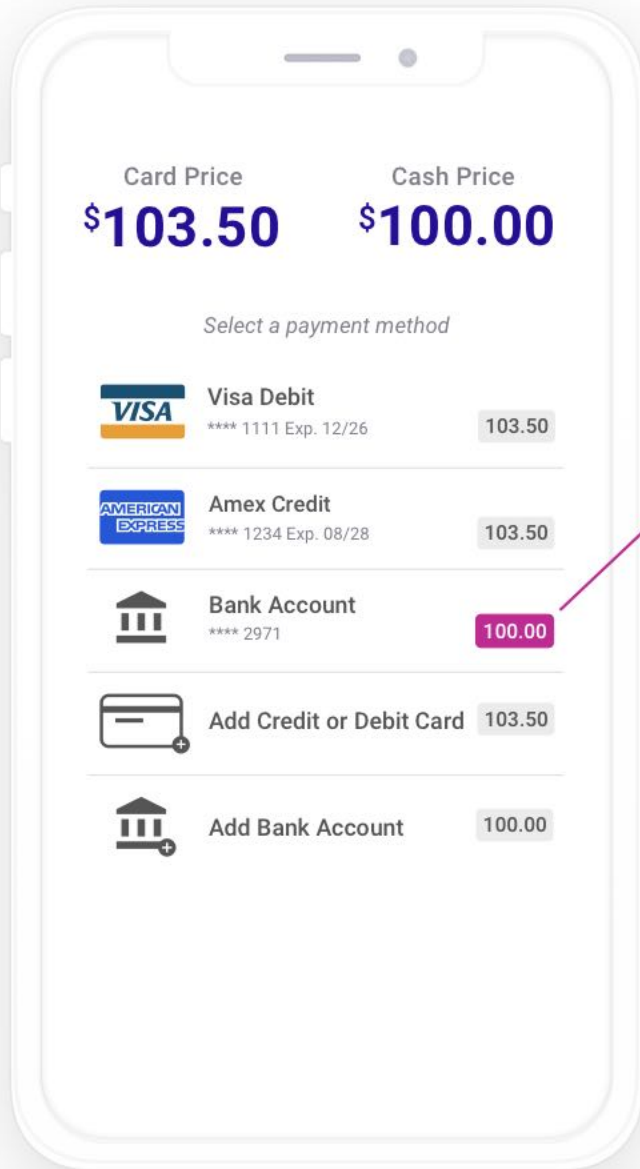 Card Price
Cash Price
$103.50
$100.00
Select a payment method
VISA
Visa Debit
**** 1111 Exp. 12/26
103.50
AMERICAN
EXPRESS
Amex Credit
**** 1234 Exp. 08/28
103.50
Bank Account
**** 2971
100.00
Add Credit or Debit Card
103.50
Add Bank Account
100.00